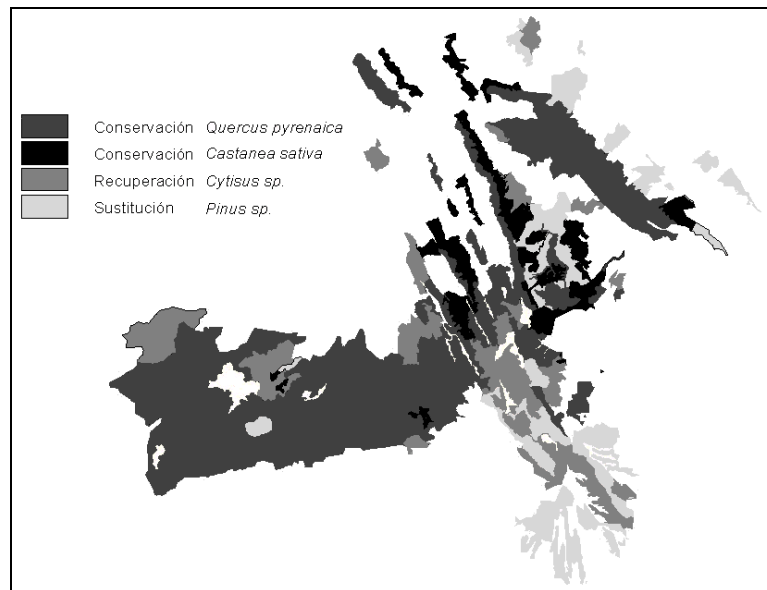 Conservación Quercus pyrenaica
Conservación Castanea sativa
Recuperación Cytisus sp.
Sustitución Pinus sp.